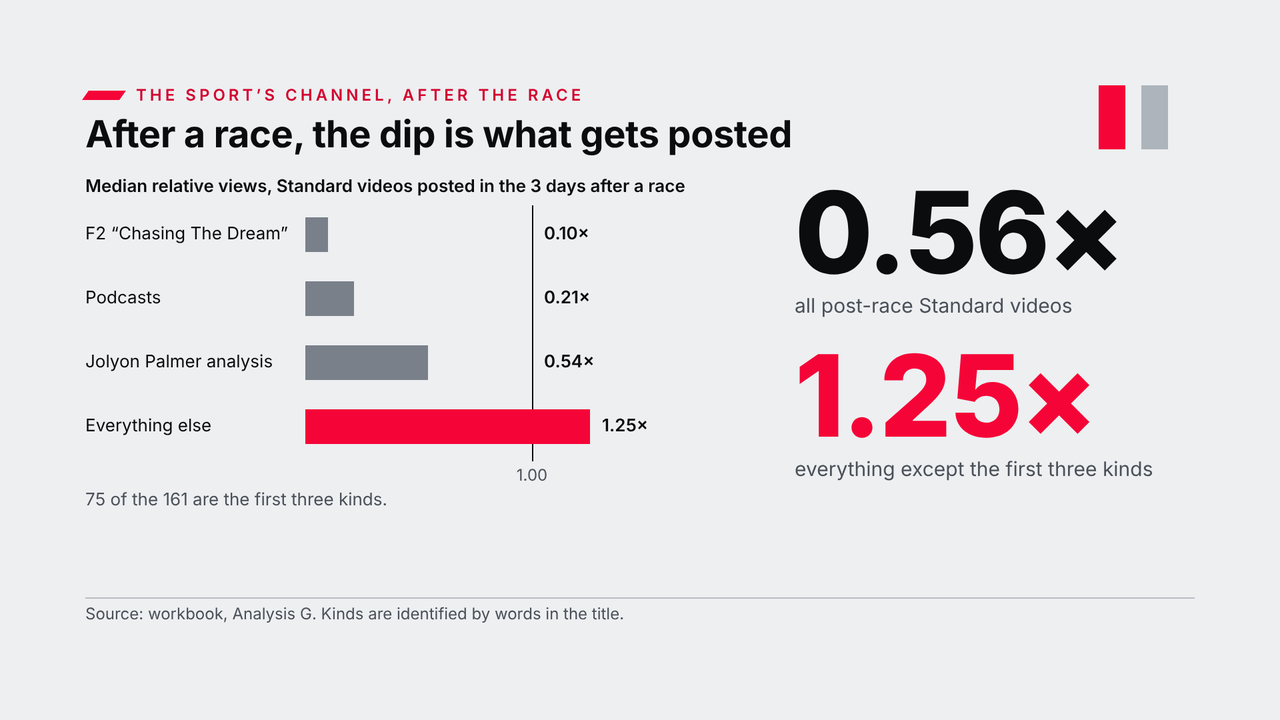 THE SPORT’S CHANNEL, AFTER THE RACE
After a race, the dip is what gets posted
Median relative views, Standard videos posted in the 3 days after a race
F2 “Chasing The Dream” 0.10×
Podcasts 0.21×
Jolyon Palmer analysis 0.54×
Everything else 1.25×
1.00
75 of the 161 are the first three kinds.
0.56×
all post-race Standard videos
1.25×
everything except the first three kinds
Source: workbook, Analysis G. Kinds are identified by words in the title.